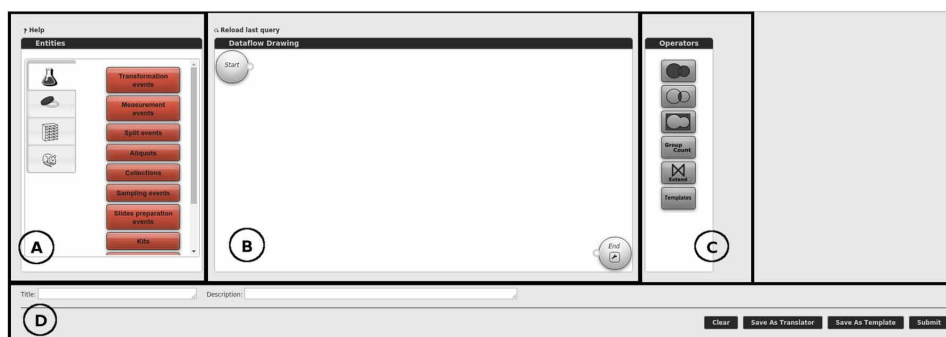 ? Help
Entities
Transformation
events
Measurement
events
Split events
Aliquots
Collections
Sampling events
Slides preparation
events
Kits
A
Reload last query
Dataflow Drawing
Start
End
B
Operators
Group
Count
Extend
Templates
C
Title:
Description:
D
Clear
Save As Translator
Save As Template
Submit